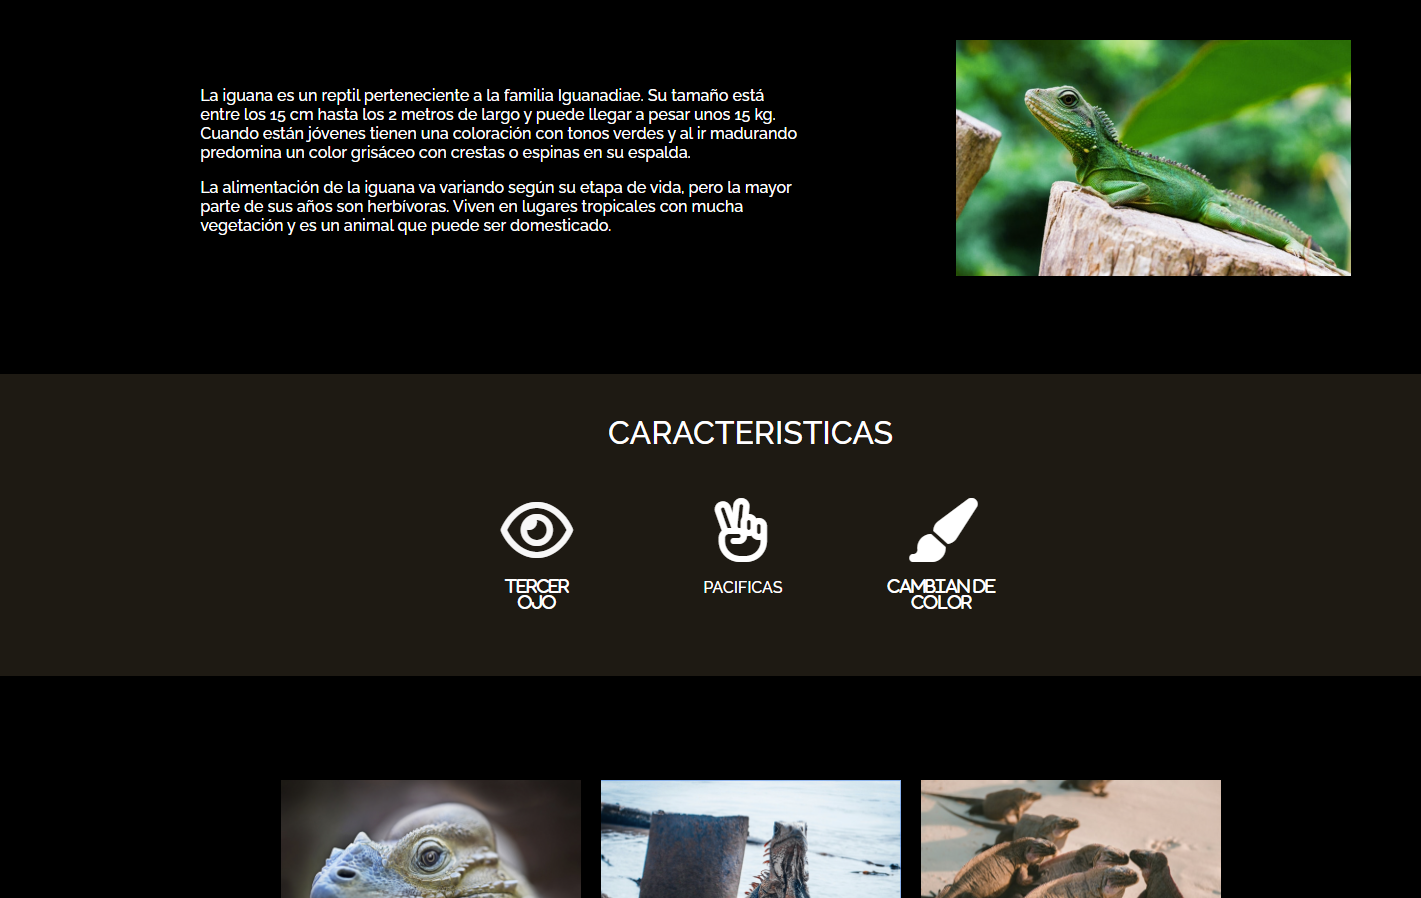 La iguana es un reptil perteneciente a la familia Iguanadiae. Su tamaño está
entre los 15 cm hasta los 2 metros de largo y puede llegar a pesar unos 15 kg.
Cuando están jóvenes tienen una coloración con tonos verdes y al ir madurando
predomina un color grisáceo con crestas o espinas en su espalda.
La alimentación de la iguana va variando según su etapa de vida, pero la mayor
parte de sus años son herbívoras. Viven en lugares tropicales con mucha
vegetación y es un animal que puede ser domesticado.
CARACTERISTICAS
TERCER
OJO
PACIFICAS
CAMBIAN DE
COLOR